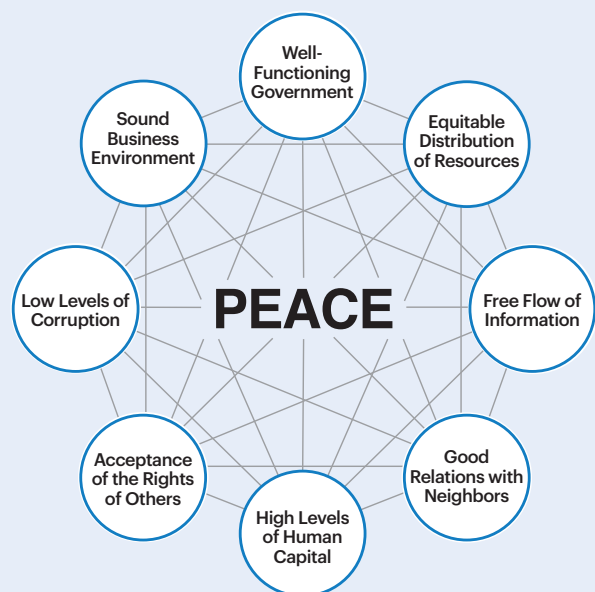 Well-
Functioning
Government
Sound
Business
Environment
Equitable
Distribution
of Resources
Low Levels of
Corruption
PEACE
Free Flow of
Information
Acceptance
of the Rights
of Others
Good
Relations with
Neighbors
High Levels
of Human
Capital